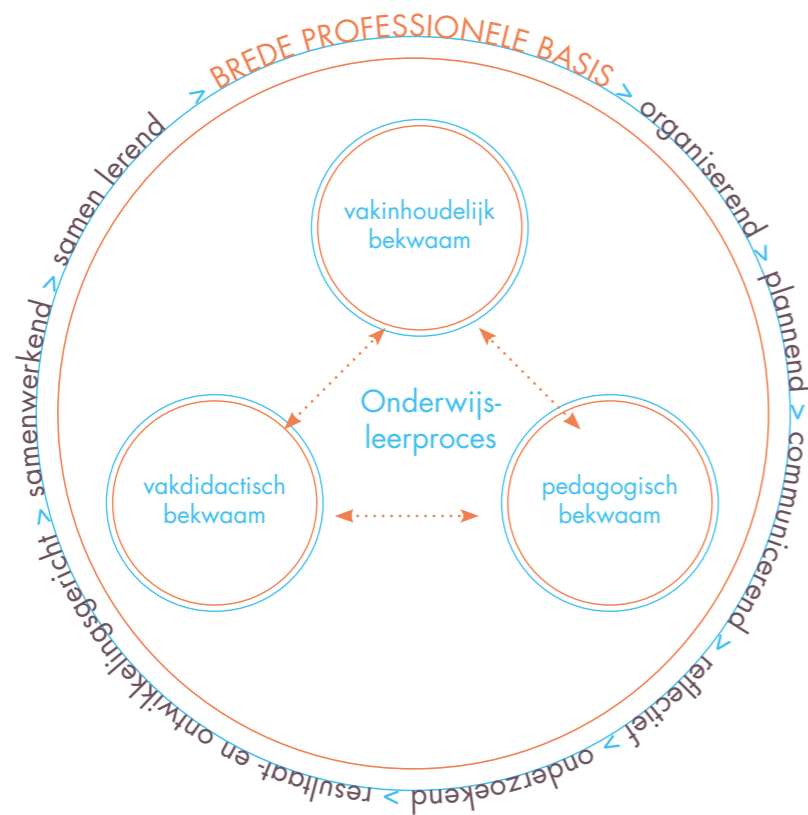 > BREDE PROFESSIONELE BASIS > organiserend > plannend > communicerend > reflectief > onderzoekend > resultaat- en ontwikkelingsgericht > samenwerkend > samen lerend
vakinhoudelijk
bekwaam
Onderwijs-
leerproces
vakdidactisch
bekwaam
pedagogisch
bekwaam